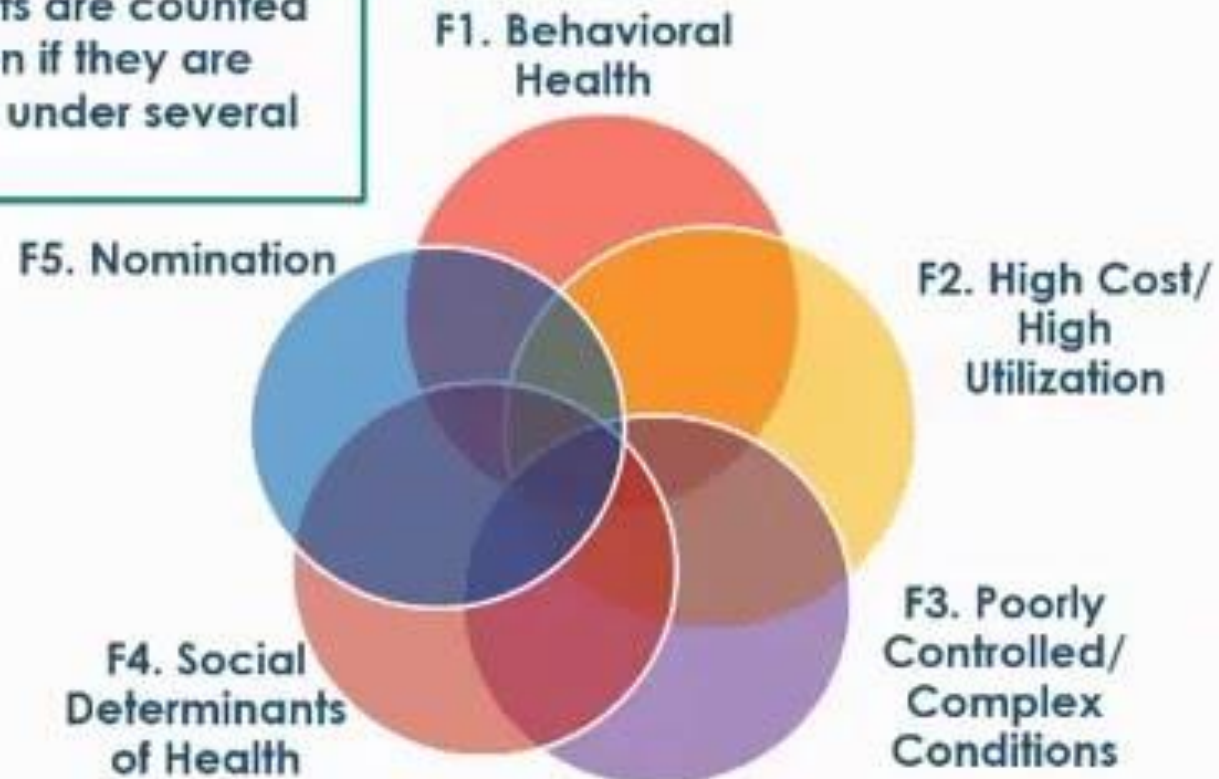 ts are counted
n if they are
under several
F1. Behavioral
Health
F5. Nomination
F2. High Cost/
High
Utilization
F3. Poorly
Controlled/
Complex
Conditions
F4. Social
Determinants
of Health